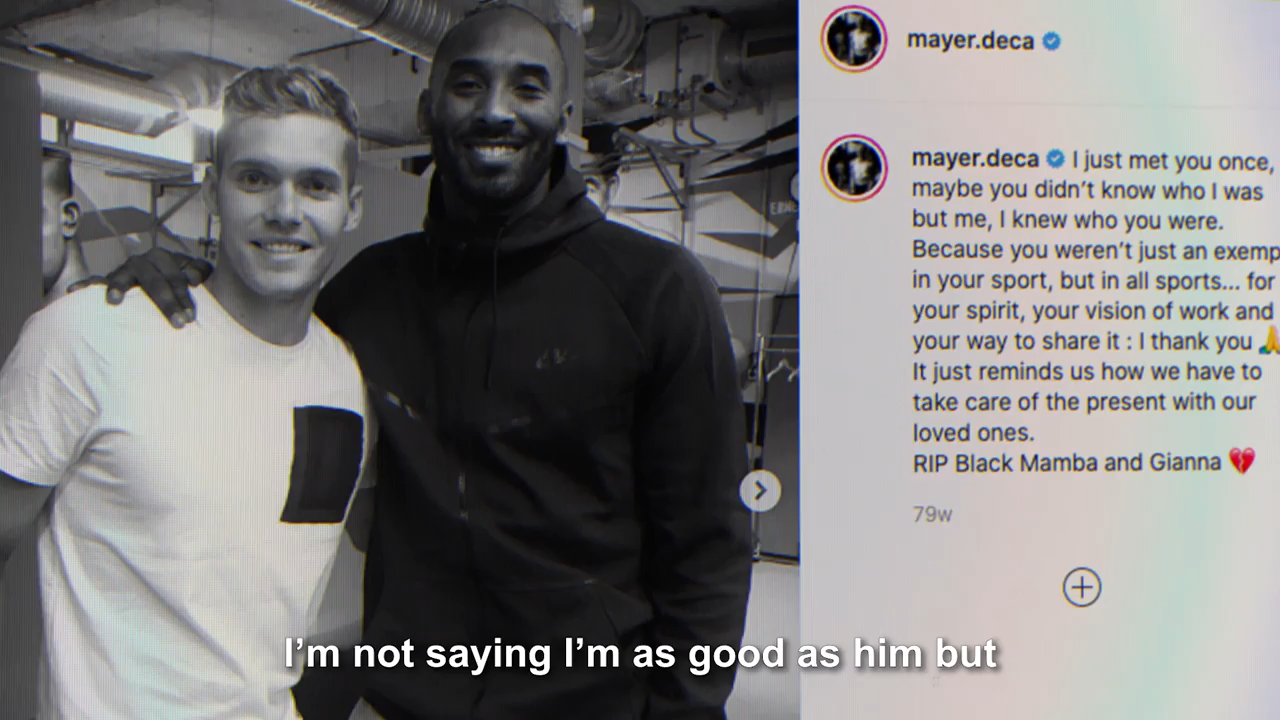 mayer.deca
mayer.deca I just met you once,
maybe you didn't know who I was
but me, I knew who you were.
Because you weren't just an exemp
in your sport, but in all sports... for
your spirit, your vision of work and
your way to share it : I thank you 🙏
It just reminds us how we have to
take care of the present with our
loved ones.
RIP Black Mamba and Gianna 💔
79w
I'm not saying I'm as good as him but